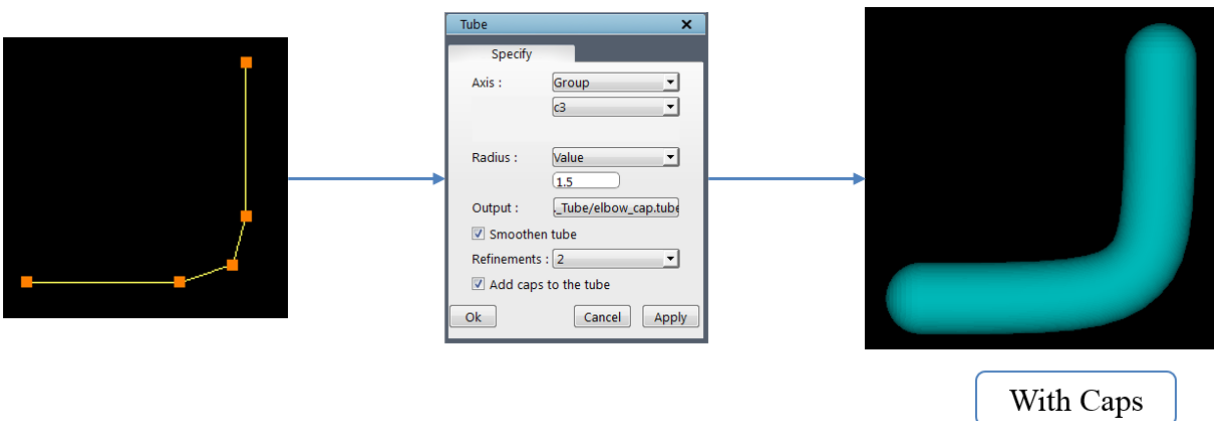 Tube
Specify
Axis :
Group
c3
Radius :
Value
1.5
Output :
._Tube/elbow_cap.tube
Smoothen tube
Refinements :
2
Add caps to the tube
Ok
Cancel
Apply
With Caps